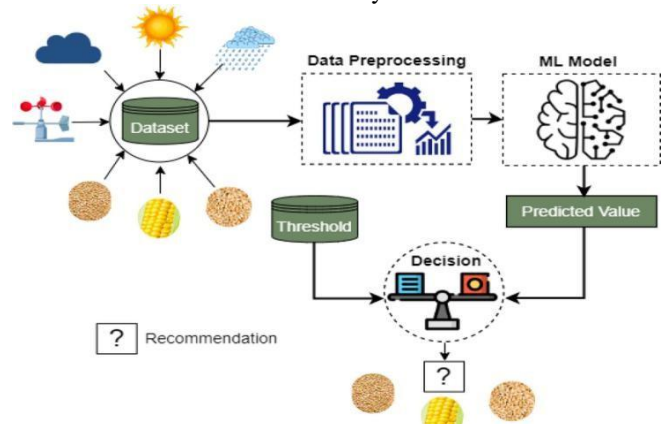 Data Preprocessing
ML Model
Dataset
Predicted Value
Threshold
Decision
? Recommendation
?